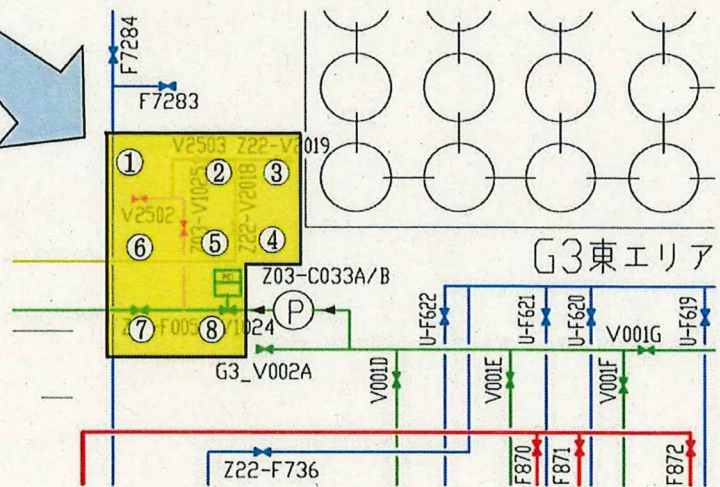 F7284
F7283
V2503 Z22-V2019
①
②
③
Z03-V1025
Z22-V2018
V2502
⑥
⑤
④
G3東エリア
Z03-C033A/B
P
⑦
⑧
V1024
G3_V002A
U-F622
U-F621
U-F620
U-F619
V001G
V001D
V001E
V001F
Z22-F736
F870
F871
F872